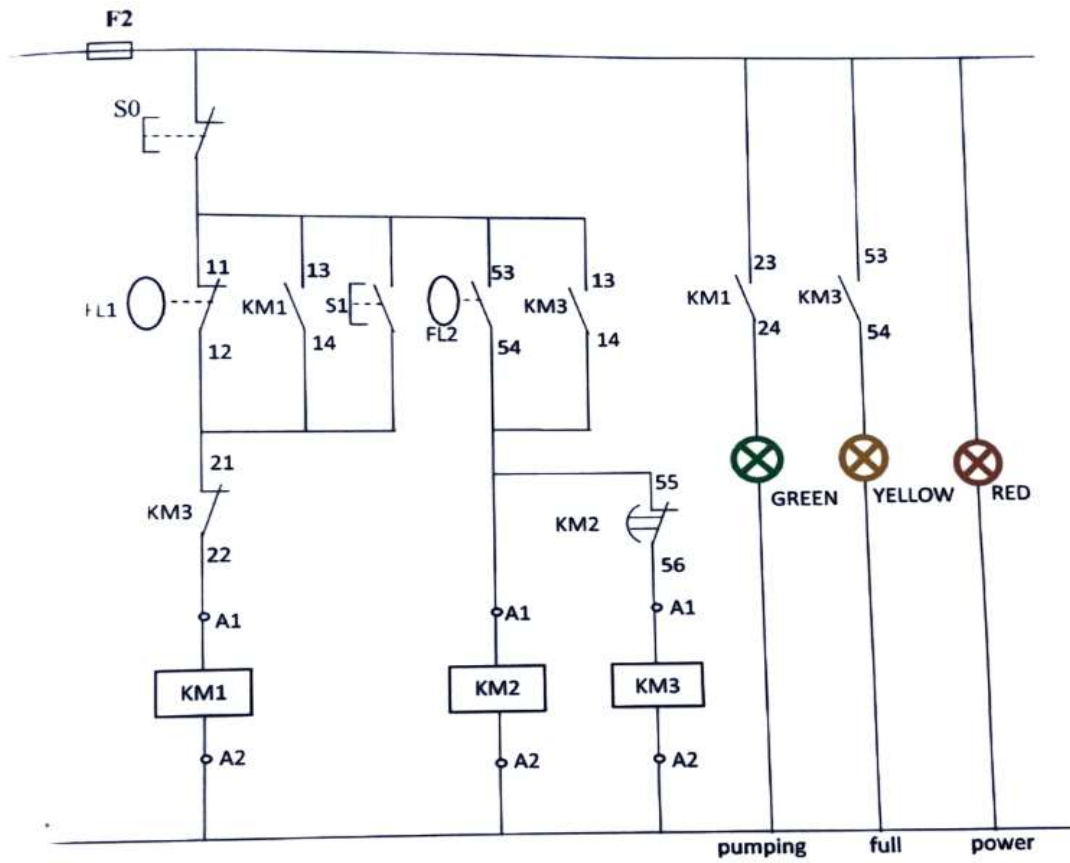 F2
S0
11
13
53
13
23
53
FL1
KM1
S1
FL2
KM3
KM1
KM3
12
14
54
14
24
54
21
55
GREEN
YELLOW
RED
KM3
KM2
22
56
A1
A1
A1
KM1
KM2
KM3
A2
A2
A2
pumping
full
power